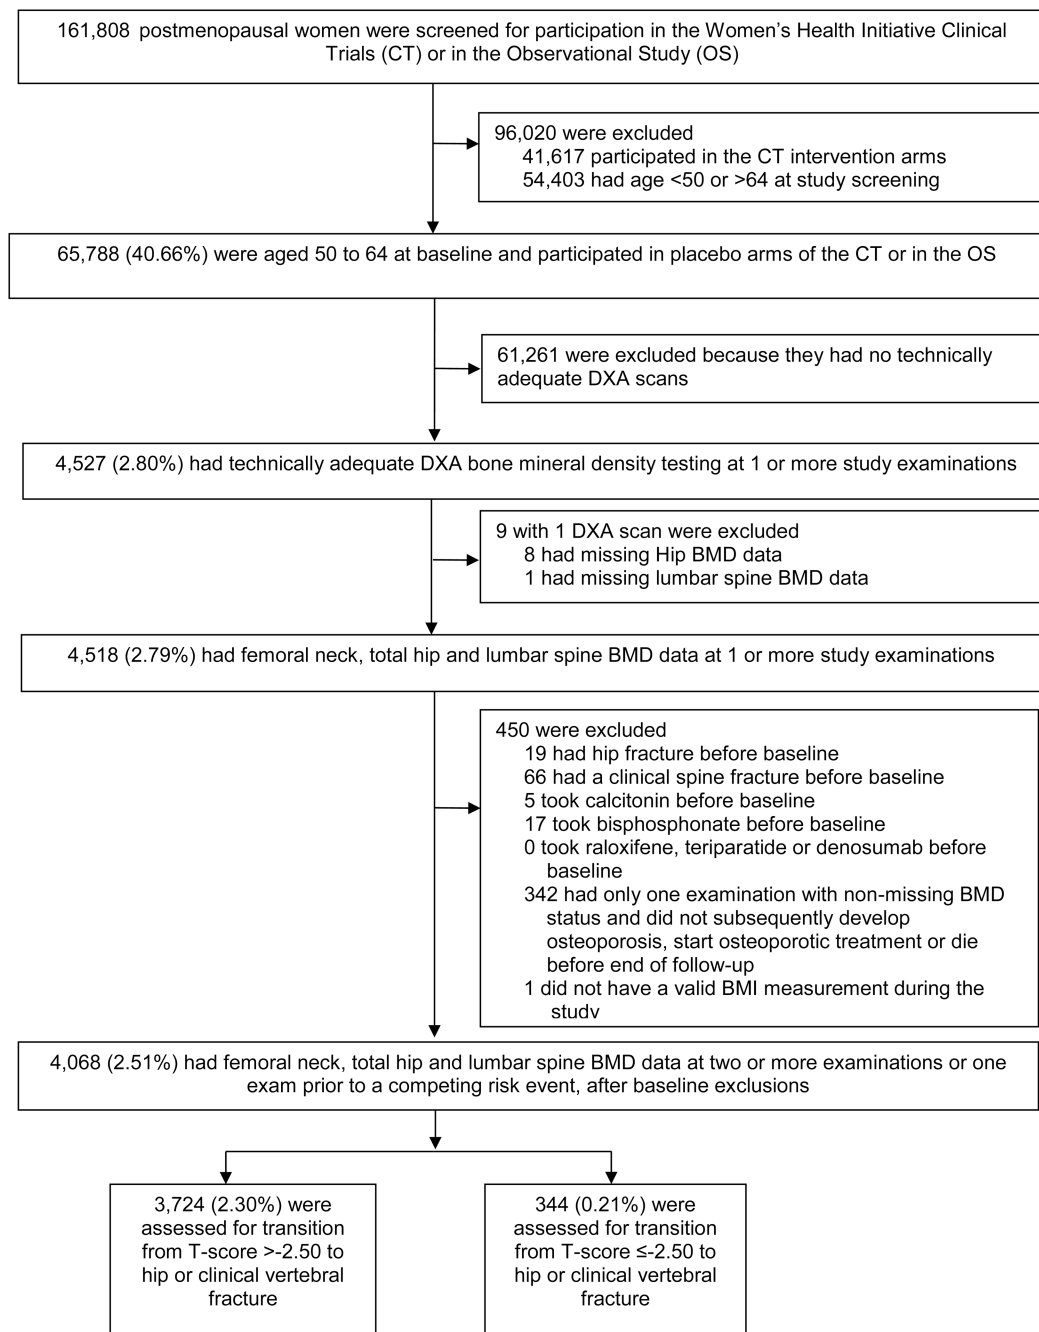 161,808 postmenopausal women were screened for participation in the Women’s Health Initiative Clinical
Trials (CT) or in the Observational Study (OS)
96,020 were excluded
41,617 participated in the CT intervention arms
54,403 had age <50 or >64 at study screening
65,788 (40.66%) were aged 50 to 64 at baseline and participated in placebo arms of the CT or in the OS
61,261 were excluded because they had no technically
adequate DXA scans
4,527 (2.80%) had technically adequate DXA bone mineral density testing at 1 or more study examinations
9 with 1 DXA scan were excluded
8 had missing Hip BMD data
1 had missing lumbar spine BMD data
4,518 (2.79%) had femoral neck, total hip and lumbar spine BMD data at 1 or more study examinations
450 were excluded
19 had hip fracture before baseline
66 had a clinical spine fracture before baseline
5 took calcitonin before baseline
17 took bisphosphonate before baseline
0 took raloxifene, teriparatide or denosumab before
baseline
342 had only one examination with non-missing BMD
status and did not subsequently develop
osteoporosis, start osteoporotic treatment or die
before end of follow-up
1 did not have a valid BMI measurement during the
study
4,068 (2.51%) had femoral neck, total hip and lumbar spine BMD data at two or more examinations or one
exam prior to a competing risk event, after baseline exclusions
3,724 (2.30%) were
assessed for transition
from T-score >-2.50 to
hip or clinical vertebral
fracture
344 (0.21%) were
assessed for transition
from T-score ≤-2.50 to
hip or clinical vertebral
fracture